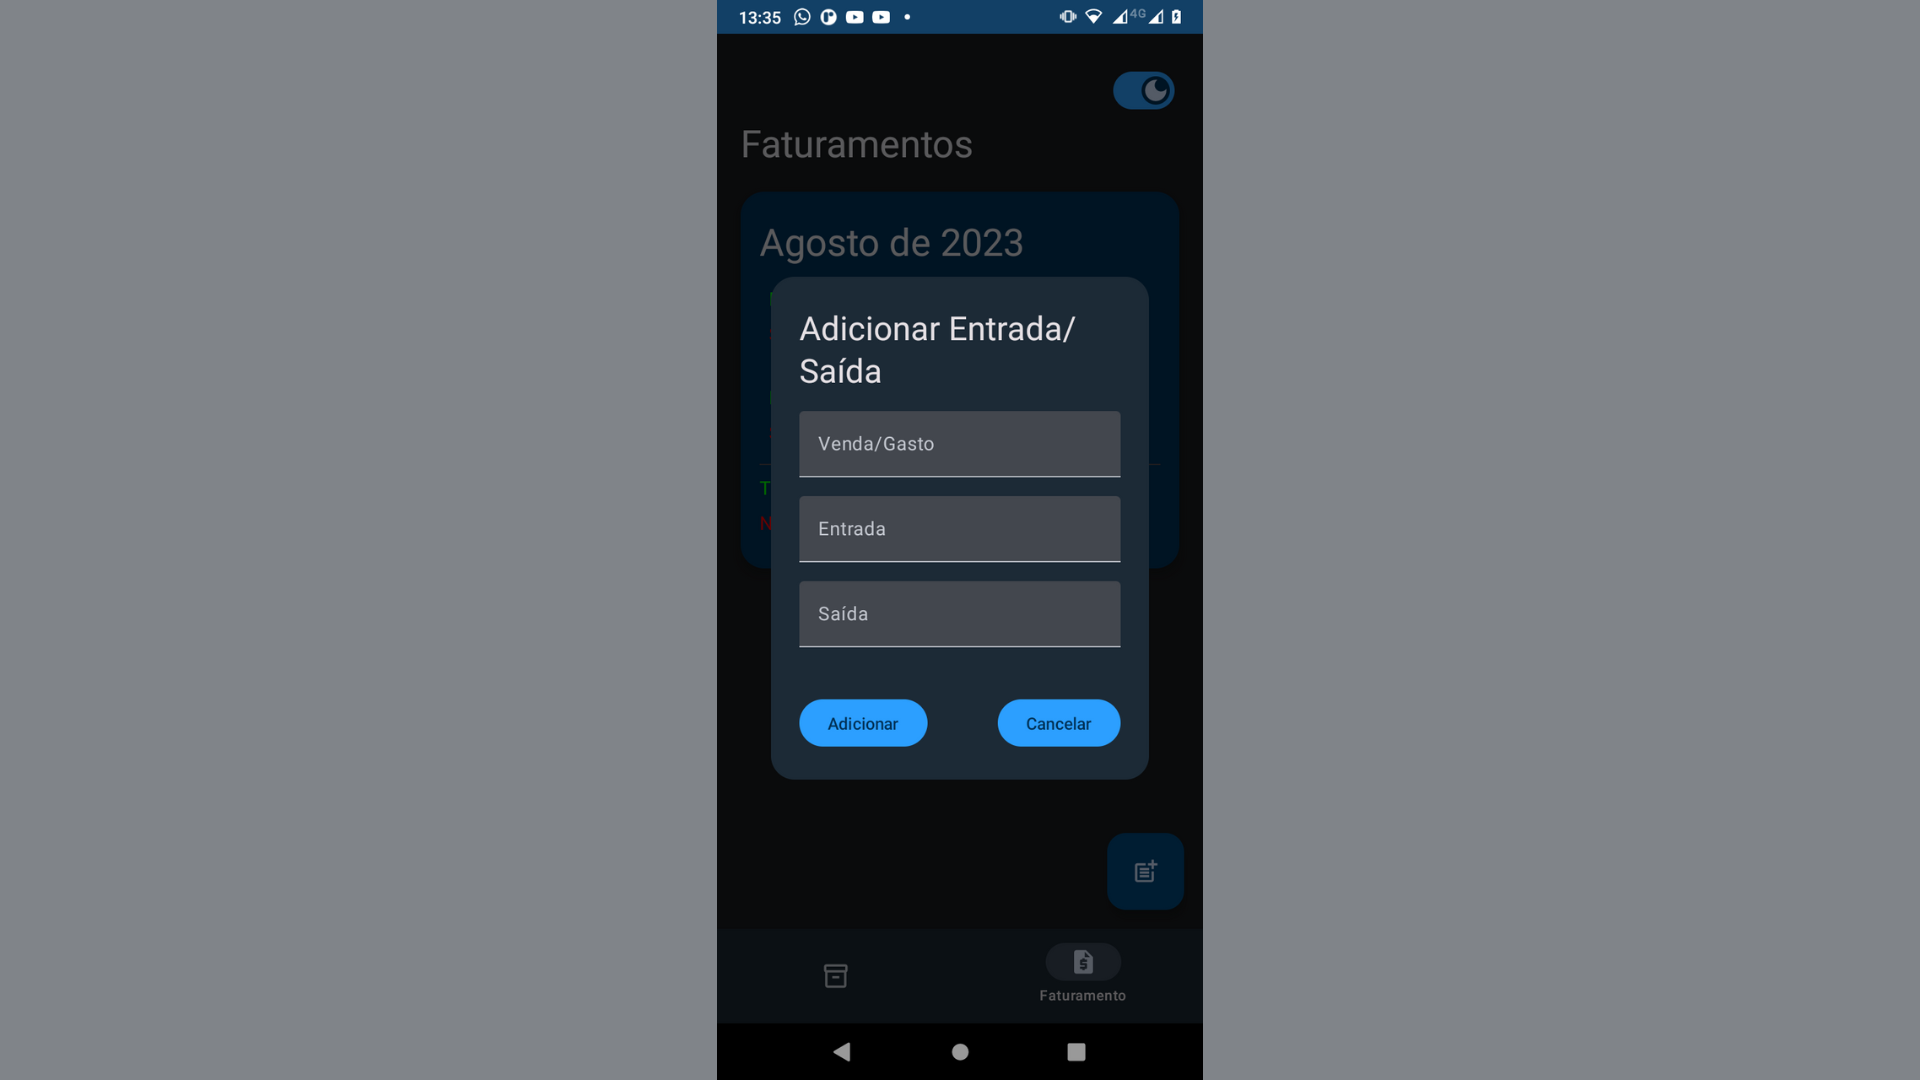 13:35
4G
Faturamentos
Agosto de 2023
Adicionar Entrada/
Saída
Venda/Gasto
Entrada
Saída
Adicionar
Cancelar
Faturamento